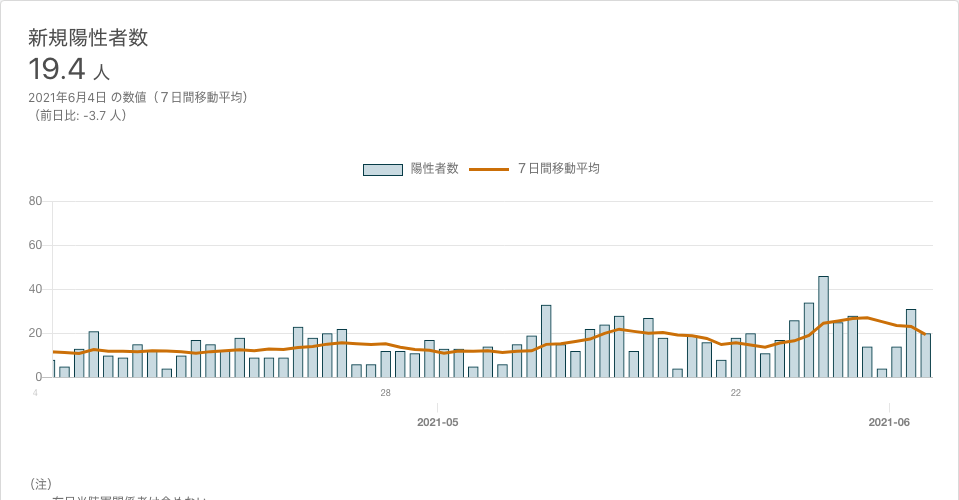 新規陽性者数
19.4 人
2021年6月4日 の数値（７日間移動平均）
（前日比: -3.7 人）
陽性者数 ７日間移動平均
80
60
40
20
0
4 28 22
2021-05 2021-06
（注）